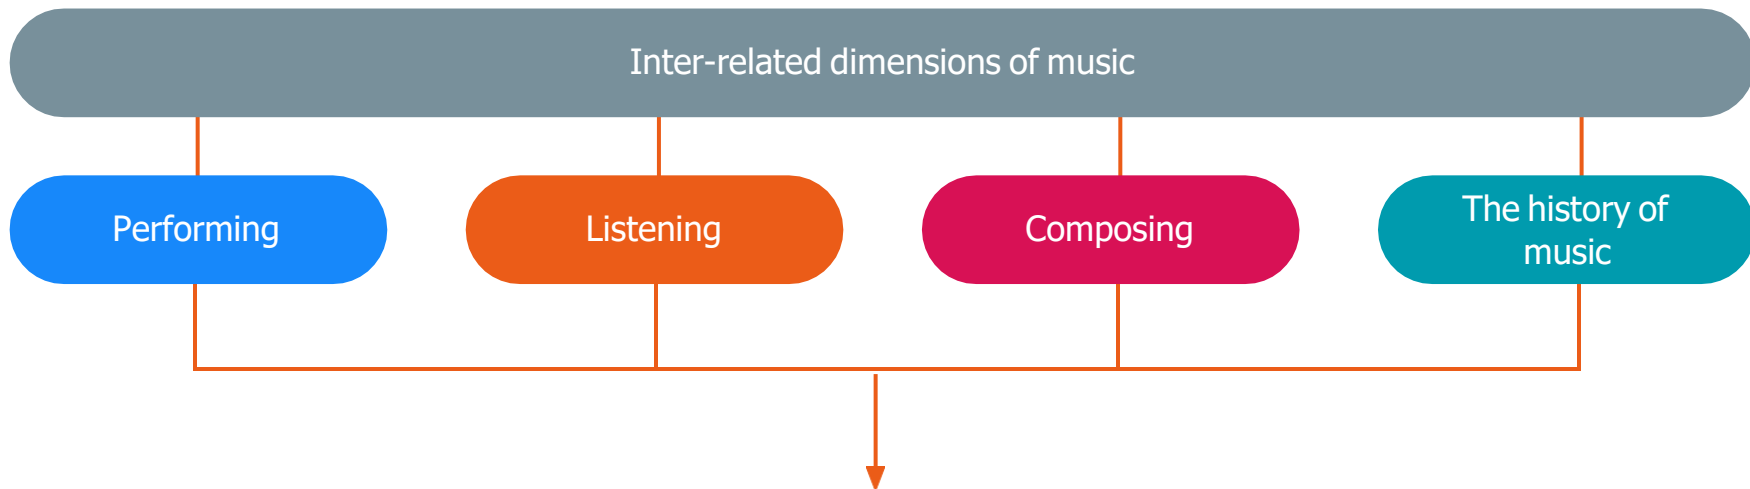 Inter-related dimensions of music
Performing
Listening
Composing
The history of
music